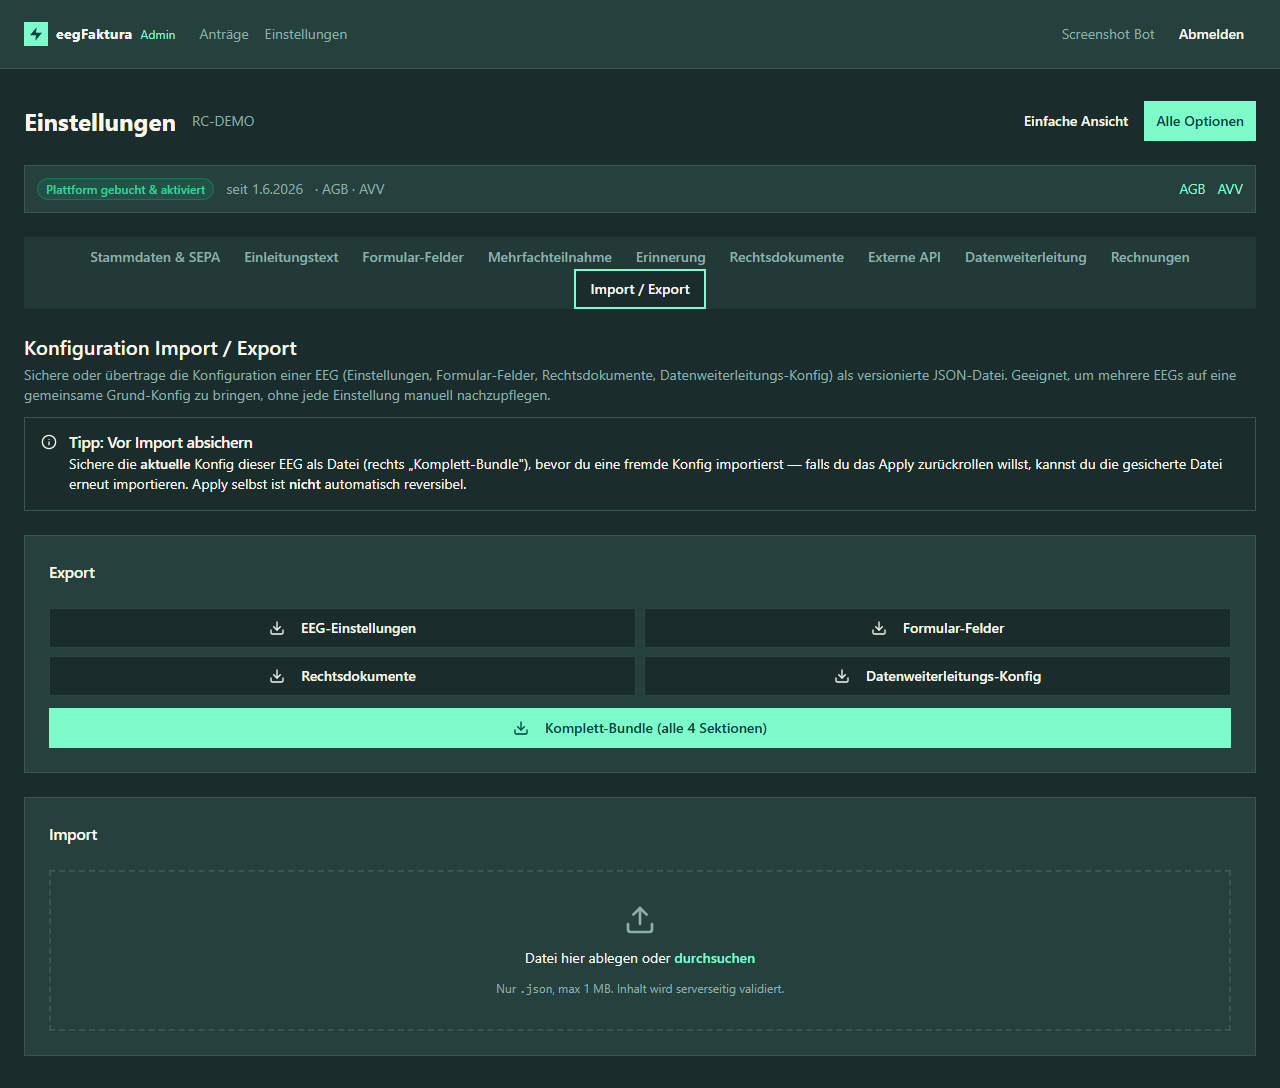 eegFaktura Admin Anträge Einstellungen Screenshot Bot Abmelden
Einstellungen RC-DEMO Einfache Ansicht Alle Optionen
Plattform gebucht & aktiviert seit 1.6.2026 · AGB · AVV AGB AVV
Stammdaten & SEPA Einleitungstext Formular-Felder Mehrfachteilnahme Erinnerung Rechtsdokumente Externe API Datenweiterleitung Rechnungen
Import / Export
Konfiguration Import / Export
Sichere oder übertrage die Konfiguration einer EEG (Einstellungen, Formular-Felder, Rechtsdokumente, Datenweiterleitungs-Konfig) als versionierte JSON-Datei. Geeignet, um mehrere EEGs auf eine
gemeinsame Grund-Konfig zu bringen, ohne jede Einstellung manuell nachzupflegen.
Tipp: Vor Import absichern
Sichere die aktuelle Konfig dieser EEG als Datei (rechts „Komplett-Bundle"), bevor du eine fremde Konfig importierst — falls du das Apply zurückrollen willst, kannst du die gesicherte Datei
erneut importieren. Apply selbst ist nicht automatisch reversibel.
Export
EEG-Einstellungen Formular-Felder
Rechtsdokumente Datenweiterleitungs-Konfig
Komplett-Bundle (alle 4 Sektionen)
Import
Datei hier ablegen oder durchsuchen
Nur .json, max 1 MB. Inhalt wird serverseitig validiert.